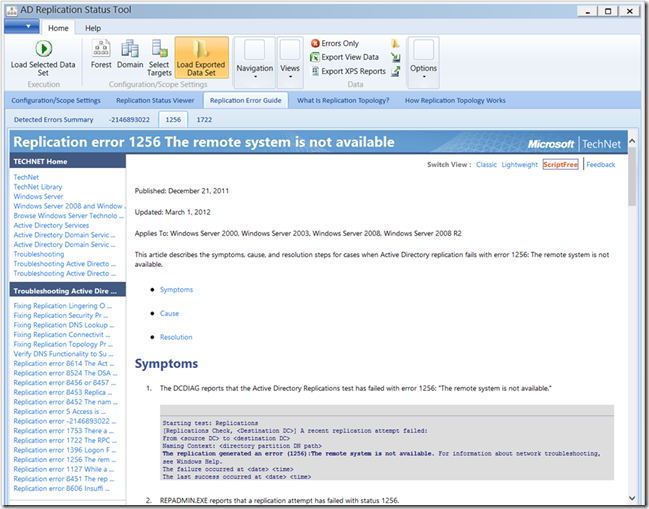 AD Replication Status Tool
Home
Help
Load Selected Data Set
Forest
Domain
Select Targets
Load Exported Data Set
Navigation
Views
Errors Only
Export View Data
Export XPS Reports
Options
Execution
Configuration/Scope Settings
Data
Configuration/Scope Settings
Replication Status Viewer
Replication Error Guide
What Is Replication Topology?
How Replication Topology Works
Detected Errors Summary
-2146893022
1256
1722
Replication error 1256 The remote system is not available
Microsoft | TechNet
TECHNET Home
TechNet
TechNet Library
Windows Server
Windows Server 2008 and Window ...
Browse Windows Server Technolo ...
Active Directory Services
Active Directory Domain Servic ...
Active Directory Domain Servic ...
Troubleshooting
Troubleshooting Active Directo ...
Troubleshooting Active Directo ...
Troubleshooting Active Dire ...
Fixing Replication Lingering O ...
Fixing Replication Security Pr ...
Fixing Replication DNS Lookup ...
Fixing Replication Connectivit ...
Fixing Replication Topology Pr ...
Verify DNS Functionality to Su ...
Replication error 8614 The Act ...
Replication error 8524 The DSA ...
Replication error 8456 or 8457 ...
Replication error 8453 Replica ...
Replication error 8452 The nam ...
Replication error 5 Access is ...
Replication error -2146893022 ...
Replication error 1753 There a ...
Replication error 1722 The RPC ...
Replication error 1396 Logon F ...
Replication error 1256 The rem ...
Replication error 1127 While a ...
Replication error 8451 The rep ...
Replication error 8606 Insuffi ...
Switch View : Classic Lightweight ScriptFree Feedback
Published: December 21, 2011
Updated: March 1, 2012
Applies To: Windows Server 2000, Windows Server 2003, Windows Server 2008, Windows Server 2008 R2
This article describes the symptoms, cause, and resolution steps for cases when Active Directory replication fails with error 1256: The remote system is not
available.
Symptoms
Cause
Resolution
Symptoms
1. The DCDIAG reports that the Active Directory Replications test has failed with error 1256: "The remote system is not available."
Starting test: Replications
[Replications Check, <Destination DC>] A recent replication attempt failed:
From <source DC> to <destination DC>
Naming Context: <directory partition DN path>
The replication generated an error (1256):The remote system is not available. For information about network troubleshooting,
see Windows Help.
The failure occurred at <date> <time>
The last success occurred at <date> <time>
2. REPADMIN.EXE reports that a replication attempt has failed with status 1256.